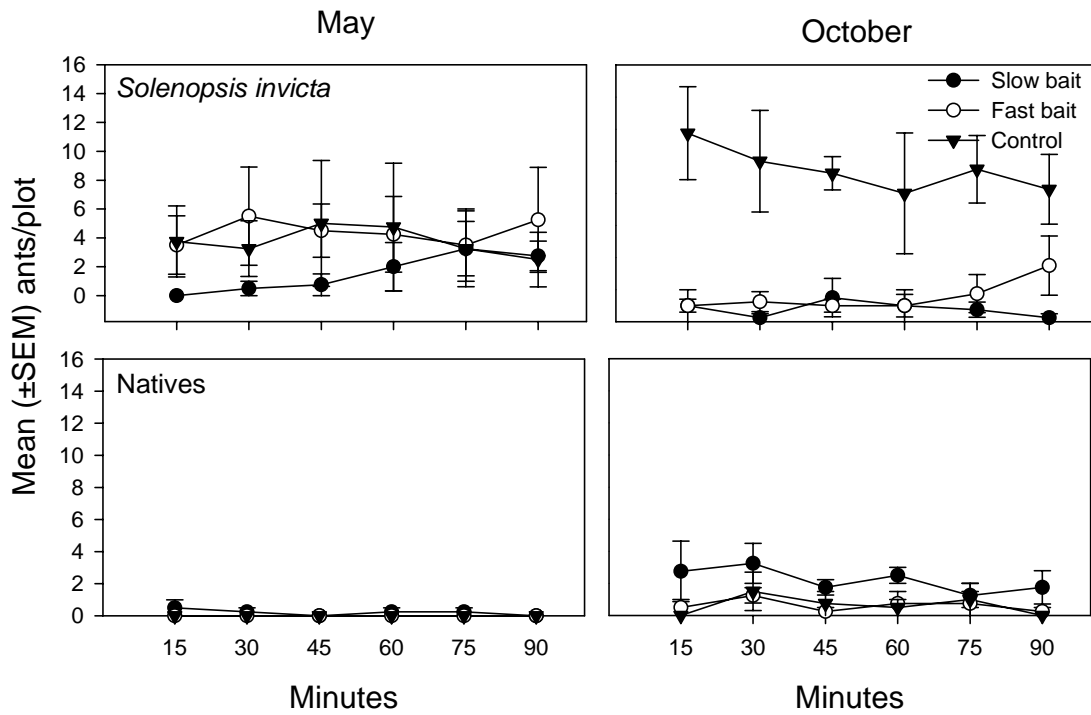 May
October
Mean (±SEM) ants/plot
16
14
12
10
8
6
4
2
0
Solenopsis invicta
Slow bait
Fast bait
Control
16
14
12
10
8
6
4
2
0
Natives
15 30 45 60 75 90
15 30 45 60 75 90
Minutes
Minutes